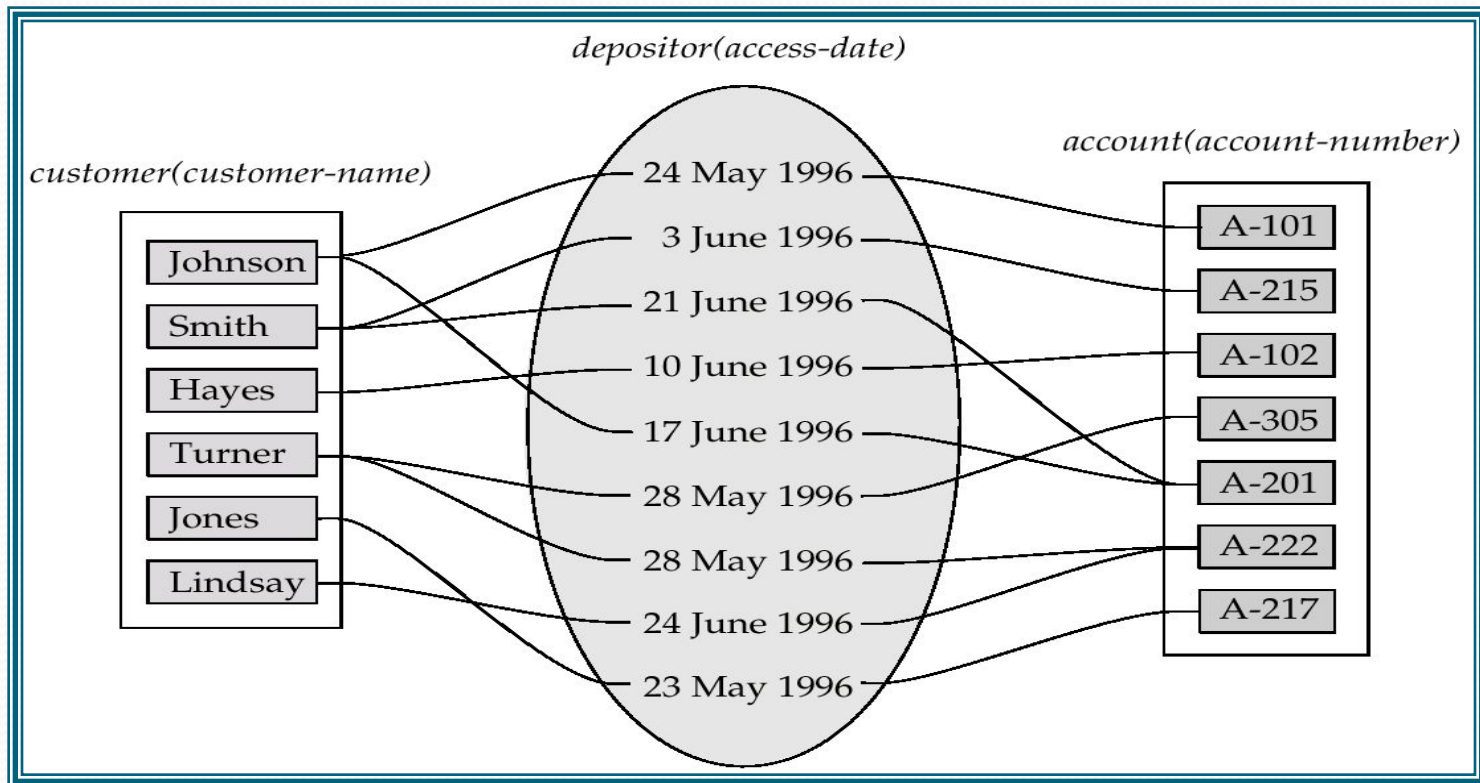 depositor(access-date)
customer(customer-name)
Johnson
Smith
Hayes
Turner
Jones
Lindsay
24 May 1996
3 June 1996
21 June 1996
10 June 1996
17 June 1996
28 May 1996
28 May 1996
24 June 1996
23 May 1996
account(account-number)
A-101
A-215
A-102
A-305
A-201
A-222
A-217